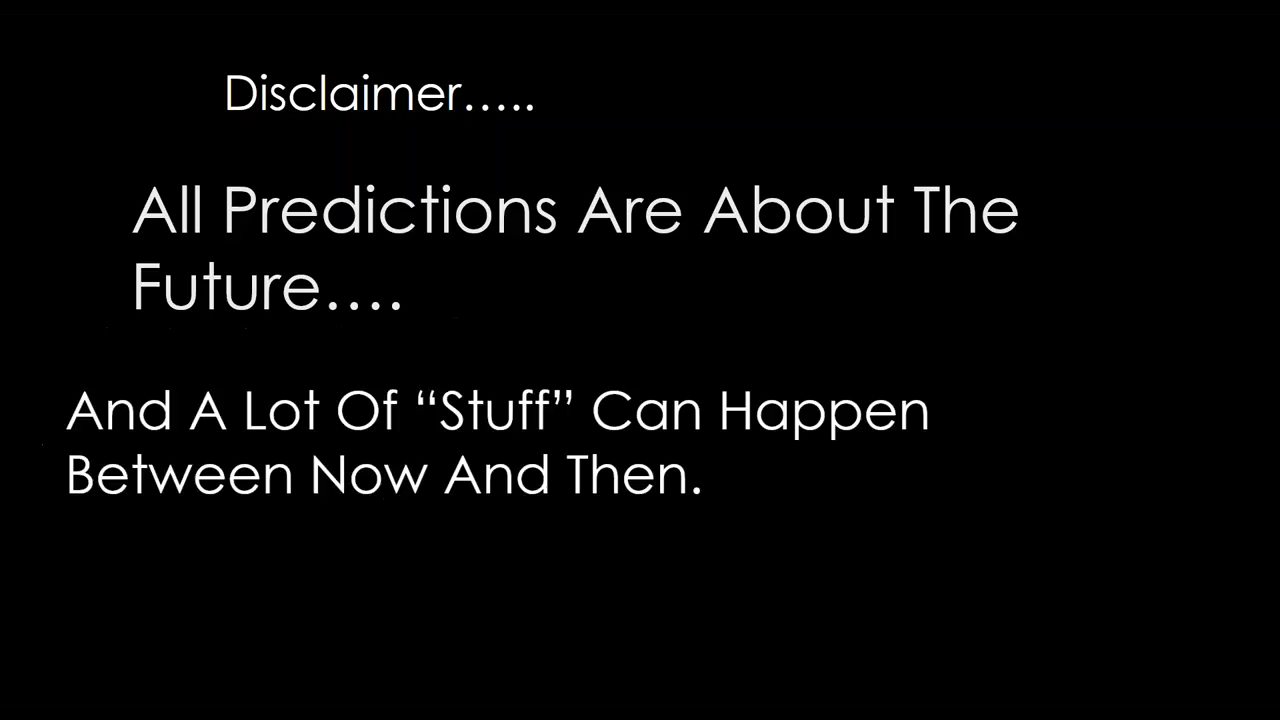 Disclaimer…..
All Predictions Are About The
Future….
And A Lot Of “Stuff” Can Happen
Between Now And Then.